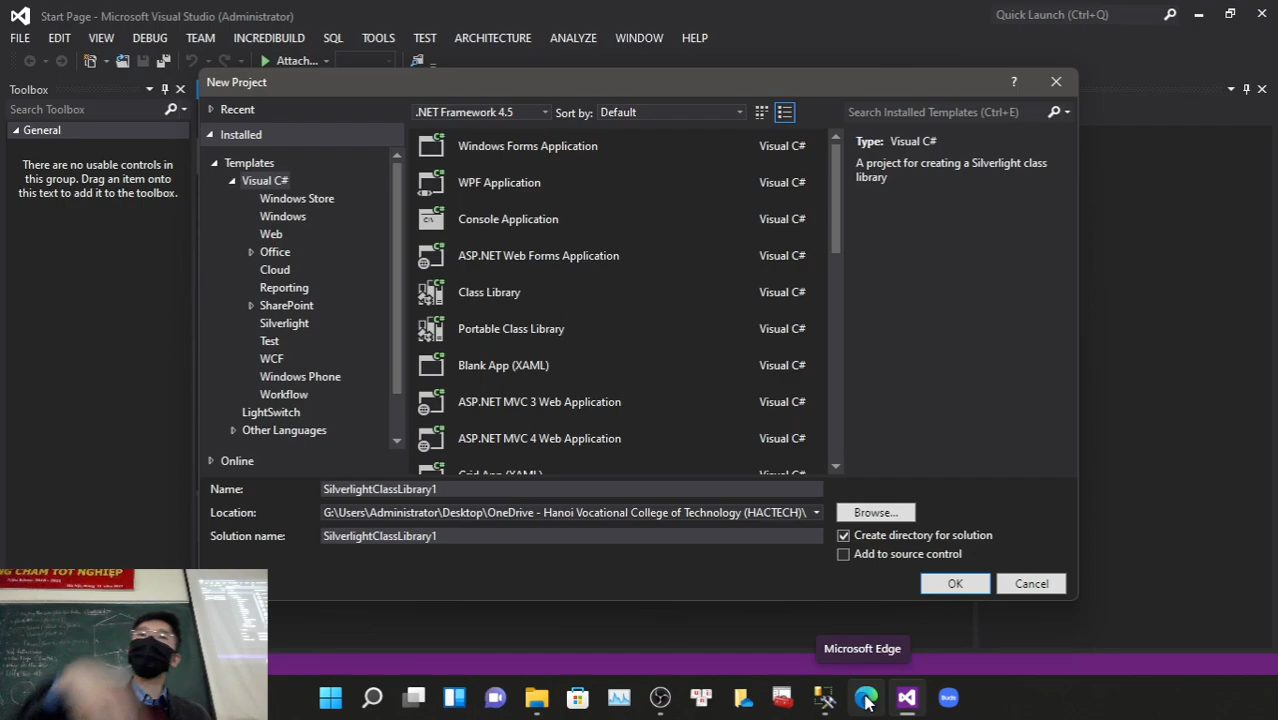 Start Page - Microsoft Visual Studio (Administrator)
Quick Launch (Ctrl+Q)
FILE EDIT VIEW DEBUG TEAM INCREDIBUILD SQL TOOLS TEST ARCHITECTURE ANALYZE WINDOW HELP
Attach...
Toolbox
Search Toolbox
General
There are no usable controls in
this group. Drag an item onto
this text to add it to the toolbox.
New Project
?
Recent
Installed
Templates
Visual C#
Windows Store
Windows
Web
Office
Cloud
Reporting
SharePoint
Silverlight
Test
WCF
Windows Phone
Workflow
LightSwitch
Other Languages
Online
.NET Framework 4.5
Sort by: Default
Windows Forms Application Visual C#
WPF Application Visual C#
Console Application Visual C#
ASP.NET Web Forms Application Visual C#
Class Library Visual C#
Portable Class Library Visual C#
Blank App (XAML) Visual C#
ASP.NET MVC 3 Web Application Visual C#
ASP.NET MVC 4 Web Application Visual C#
Grid App (XAML) Visual C#
Search Installed Templates (Ctrl+E)
Type: Visual C#
A project for creating a Silverlight class
library
Name: SilverlightClassLibrary1
Location: G:\Users\Administrator\Desktop\OneDrive - Hanoi Vocational College of Technology (HACTECH)\
Browse...
Solution name: SilverlightClassLibrary1
Create directory for solution
Add to source control
OK
Cancel
NG CHẤM TỐT NGHIỆP
Microsoft Edge